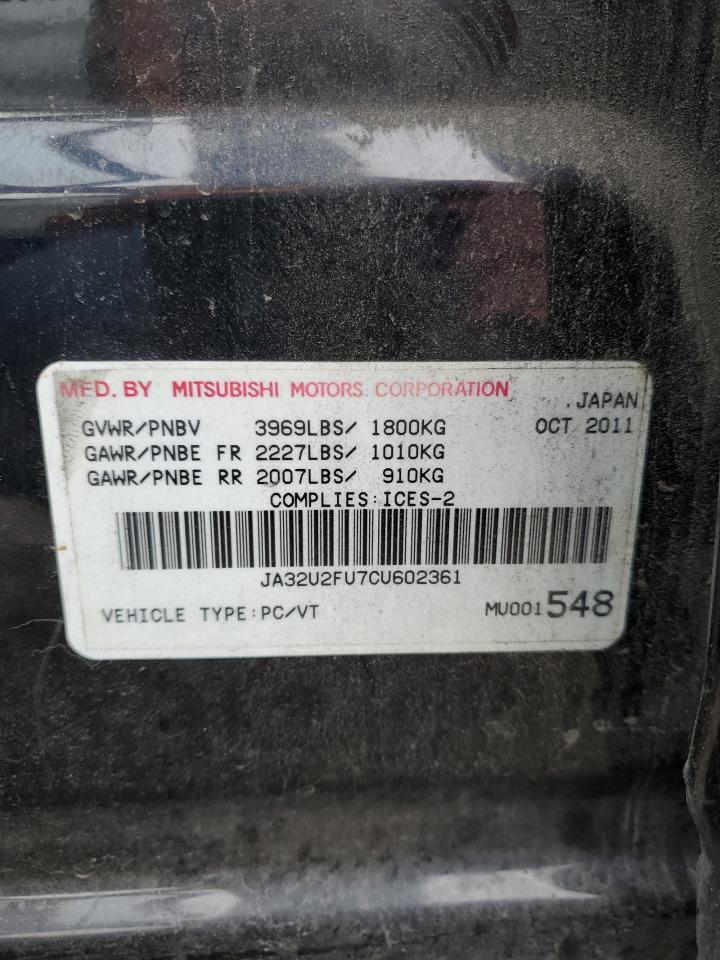 MFD. BY MITSUBISHI MOTORS CORPORATION
JAPAN
GVWR/PNBV 3969LBS/ 1800KG OCT 2011
GAWR/PNBE FR 2227LBS/ 1010KG
GAWR/PNBE RR 2007LBS/ 910KG
COMPLIES:ICES-2
JA32U2FU7CU602361
VEHICLE TYPE:PC/VT MU001548